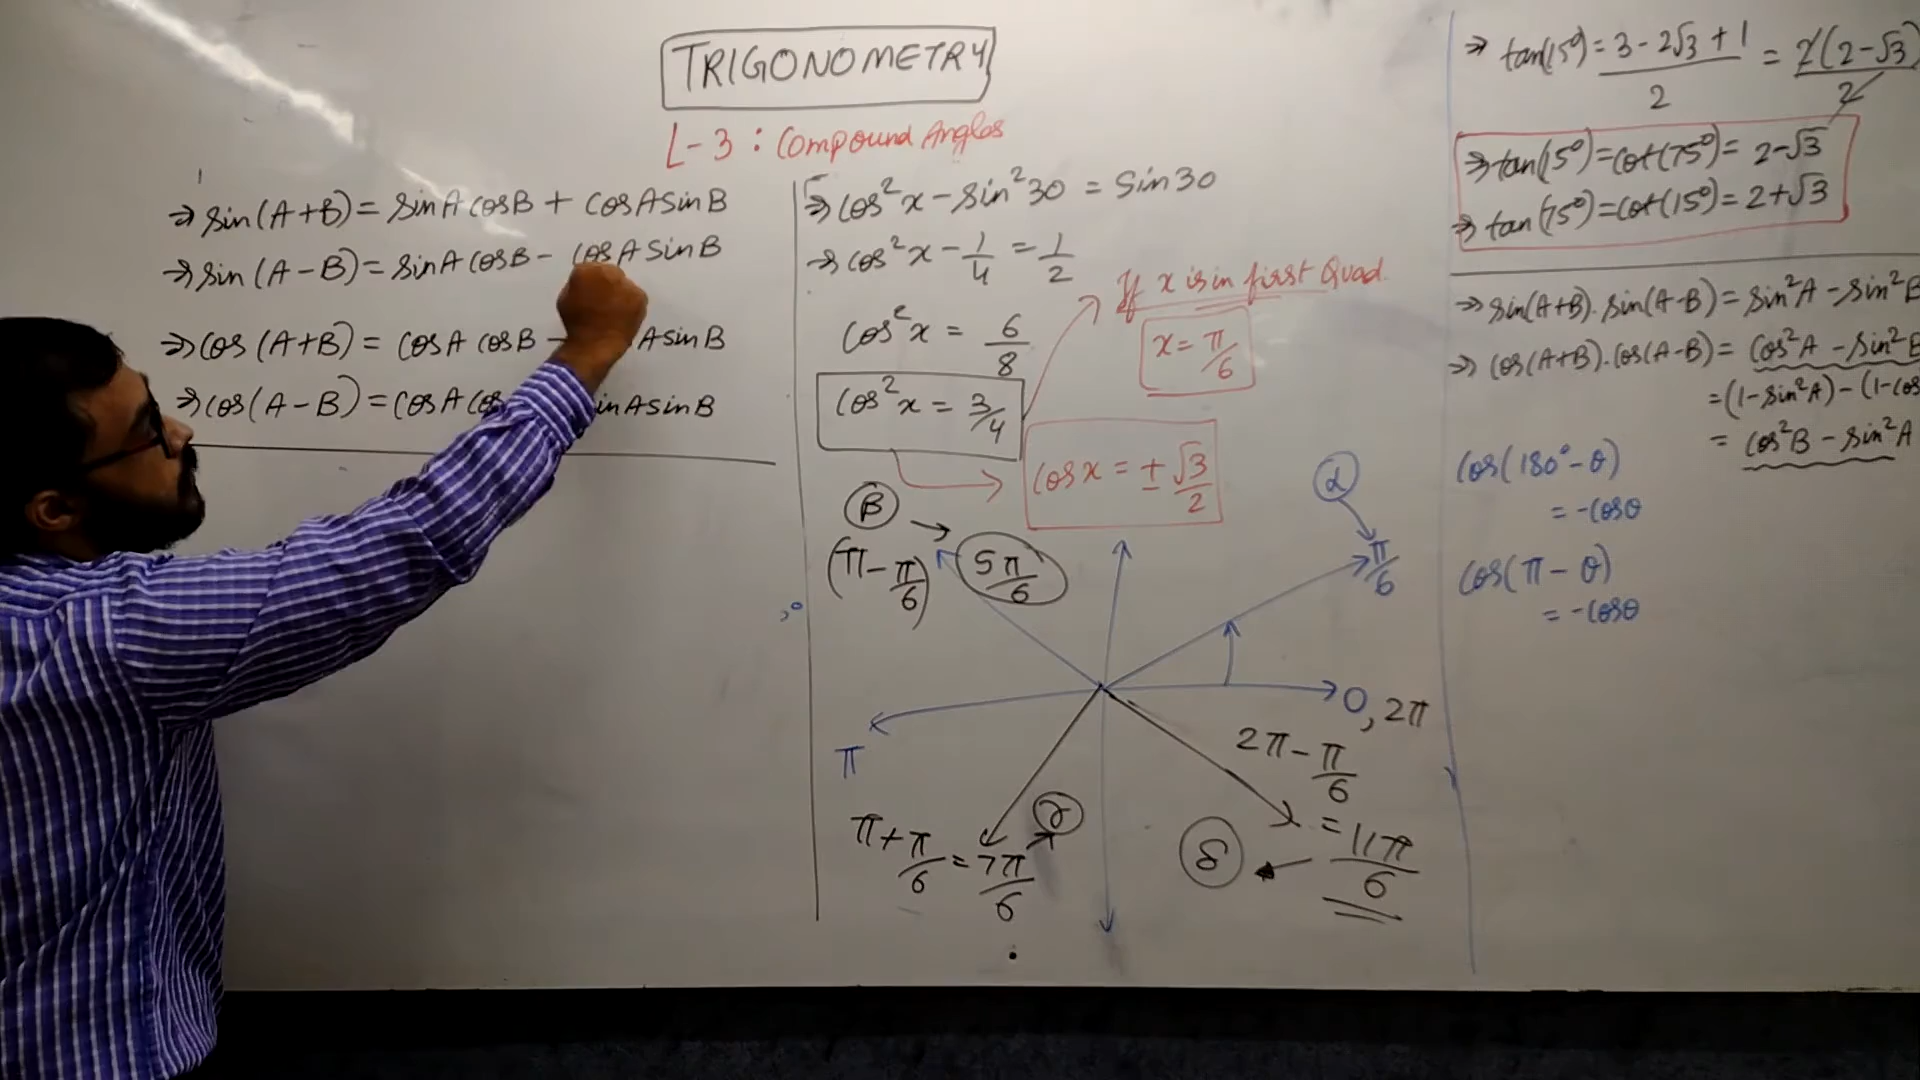 TRIGONOMETRY
L-3 : Compound Angles
⇒ sin(A+B) = sinA cosB + cosA sinB
⇒ sin(A-B) = sinA cosB - cosA sinB
⇒ cos(A+B) = cosA cosB - A sinB
⇒ cos(A-B) = cosA cos inA sinB
⇒ cos²x - sin²30 = sin30
⇒ cos²x - 1/4 = 1/2
cos²x = 6/8
cos²x = 3/4
If x is in first Quad.
x = π/6
cos x = ± √3/2
α
π/6
β
(π - π/6)
5π/6
0, 2π
π
π + π/6 = 7π/6
γ
2π - π/6
= 11π/6
δ
⇒ tan(15°) = 3 - 2√3 + 1 / 2 = 2(2-√3) / 2
⇒ tan(15°) = cot(75°) = 2-√3
⇒ tan(75°) = cot(15°) = 2+√3
⇒ sin(A+B). sin(A-B) = sin²A - sin²B
⇒ cos(A+B). cos(A-B) = cos²A - sin²B
= (1-sin²A) - (1-cos
= cos²B - sin²A
cos(180° - θ)
= -cosθ
cos(π - θ)
= -cosθ